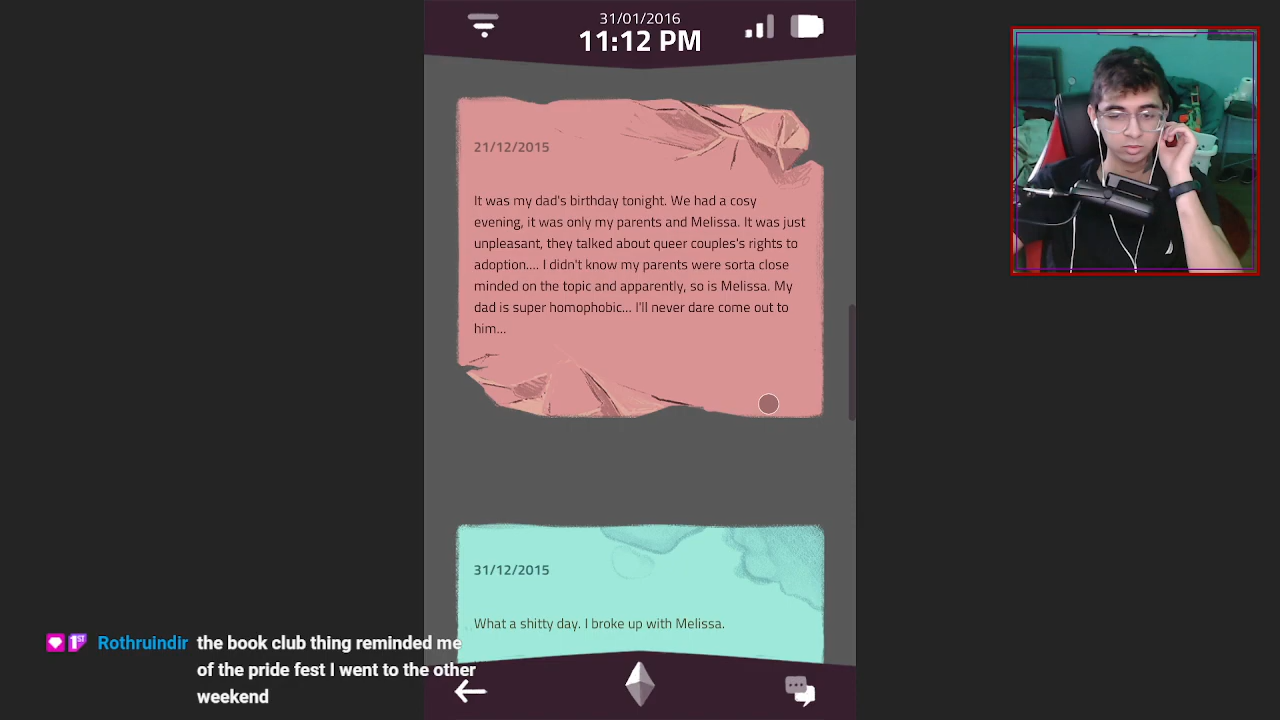 31/01/2016
11:12 PM
21/12/2015
It was my dad's birthday tonight. We had a cosy
evening, it was only my parents and Melissa. It was just
unpleasant, they talked about queer couples's rights to
adoption.... I didn't know my parents were sorta close
minded on the topic and apparently, so is Melissa. My
dad is super homophobic... I'll never dare come out to
him...
31/12/2015
What a shitty day. I broke up with Melissa.
1ST Rothruindir the book club thing reminded me
of the pride fest I went to the other
weekend